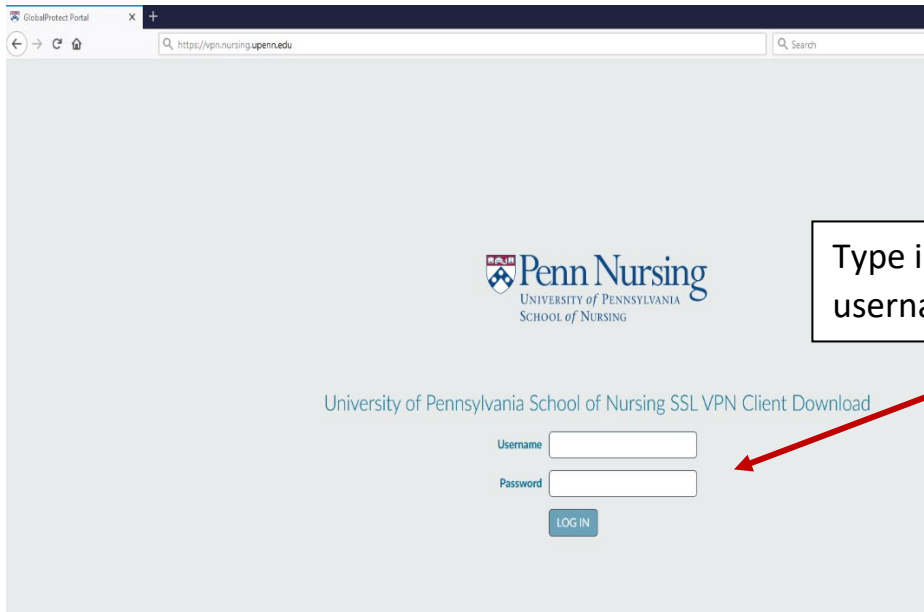 GlobalProtect Portal
https://vpn.nursing.upenn.edu
Search
Penn Nursing
UNIVERSITY of PENNSYLVANIA
SCHOOL of NURSING
Type i
userna
University of Pennsylvania School of Nursing SSL VPN Client Download
Username
Password
LOG IN